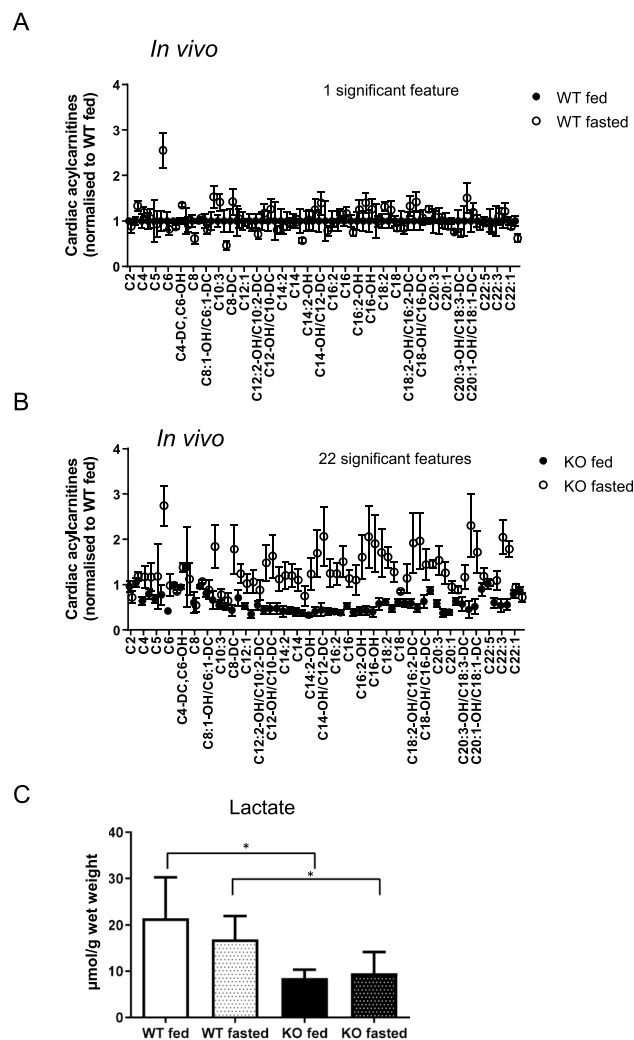 A
In vivo
1 significant feature
WT fed
WT fasted
Cardiac acylcarnitines
(normalised to WT fed)
4
3
2
1
0
C2
C4
C5
C6
C4-DC,C6-OH
C8
C8:1-OH/C6:1-DC
C10:3
C8-DC
C12:1
C12:2-OH/C10:2-DC
C12-OH/C10-DC
C14:2
C14
C14:2-OH
C14-OH/C12-DC
C16:2
C16
C16:2-OH
C16-OH
C18:2
C18
C18:2-OH/C16:2-DC
C18-OH/C16-DC
C20:3
C20:1
C20:3-OH/C18:3-DC
C20:1-OH/C18:1-DC
C22:5
C22:3
C22:1
B
In vivo
22 significant features
KO fed
KO fasted
Cardiac acylcarnitines
(normalised to WT fed)
4
3
2
1
0
C2
C4
C5
C6
C4-DC,C6-OH
C8
C8:1-OH/C6:1-DC
C10:3
C8-DC
C12:1
C12:2-OH/C10:2-DC
C12-OH/C10-DC
C14:2
C14
C14:2-OH
C14-OH/C12-DC
C16:2
C16
C16:2-OH
C16-OH
C18:2
C18
C18:2-OH/C16:2-DC
C18-OH/C16-DC
C20:3
C20:1
C20:3-OH/C18:3-DC
C20:1-OH/C18:1-DC
C22:5
C22:3
C22:1
C
Lactate
µmol/g wet weight
40
30
20
10
0
*
*
WT fed
WT fasted
KO fed
KO fasted